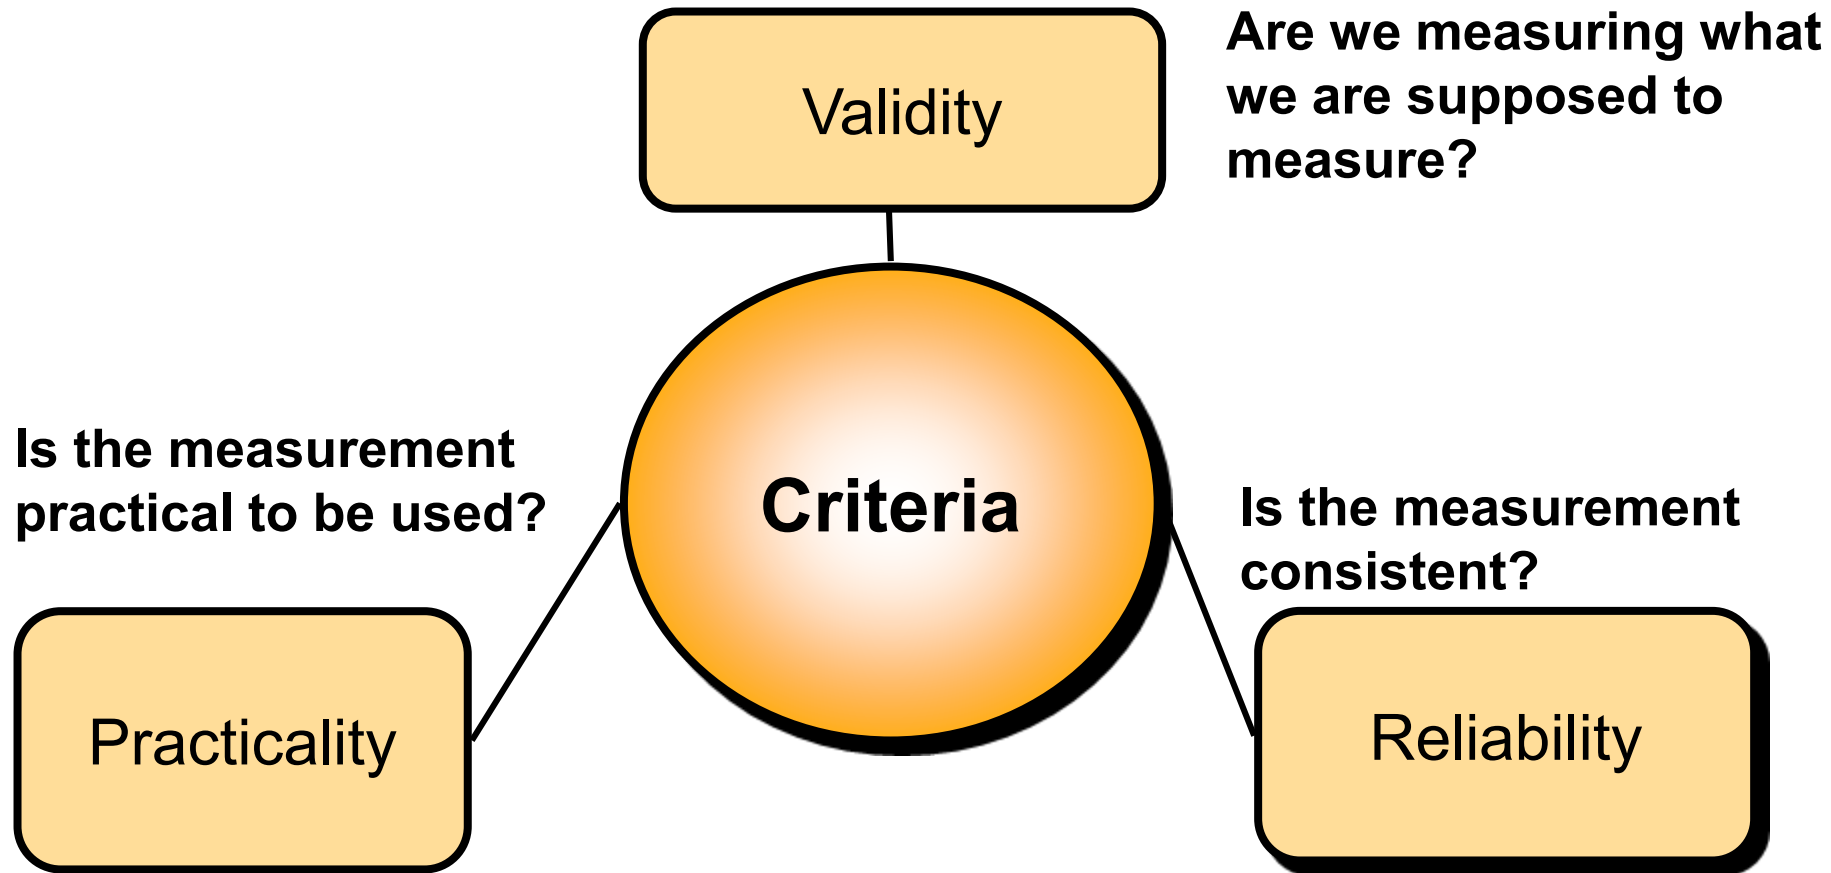 Validity
Are we measuring what
we are supposed to
measure?
Criteria
Is the measurement
practical to be used?
Practicality
Is the measurement
consistent?
Reliability